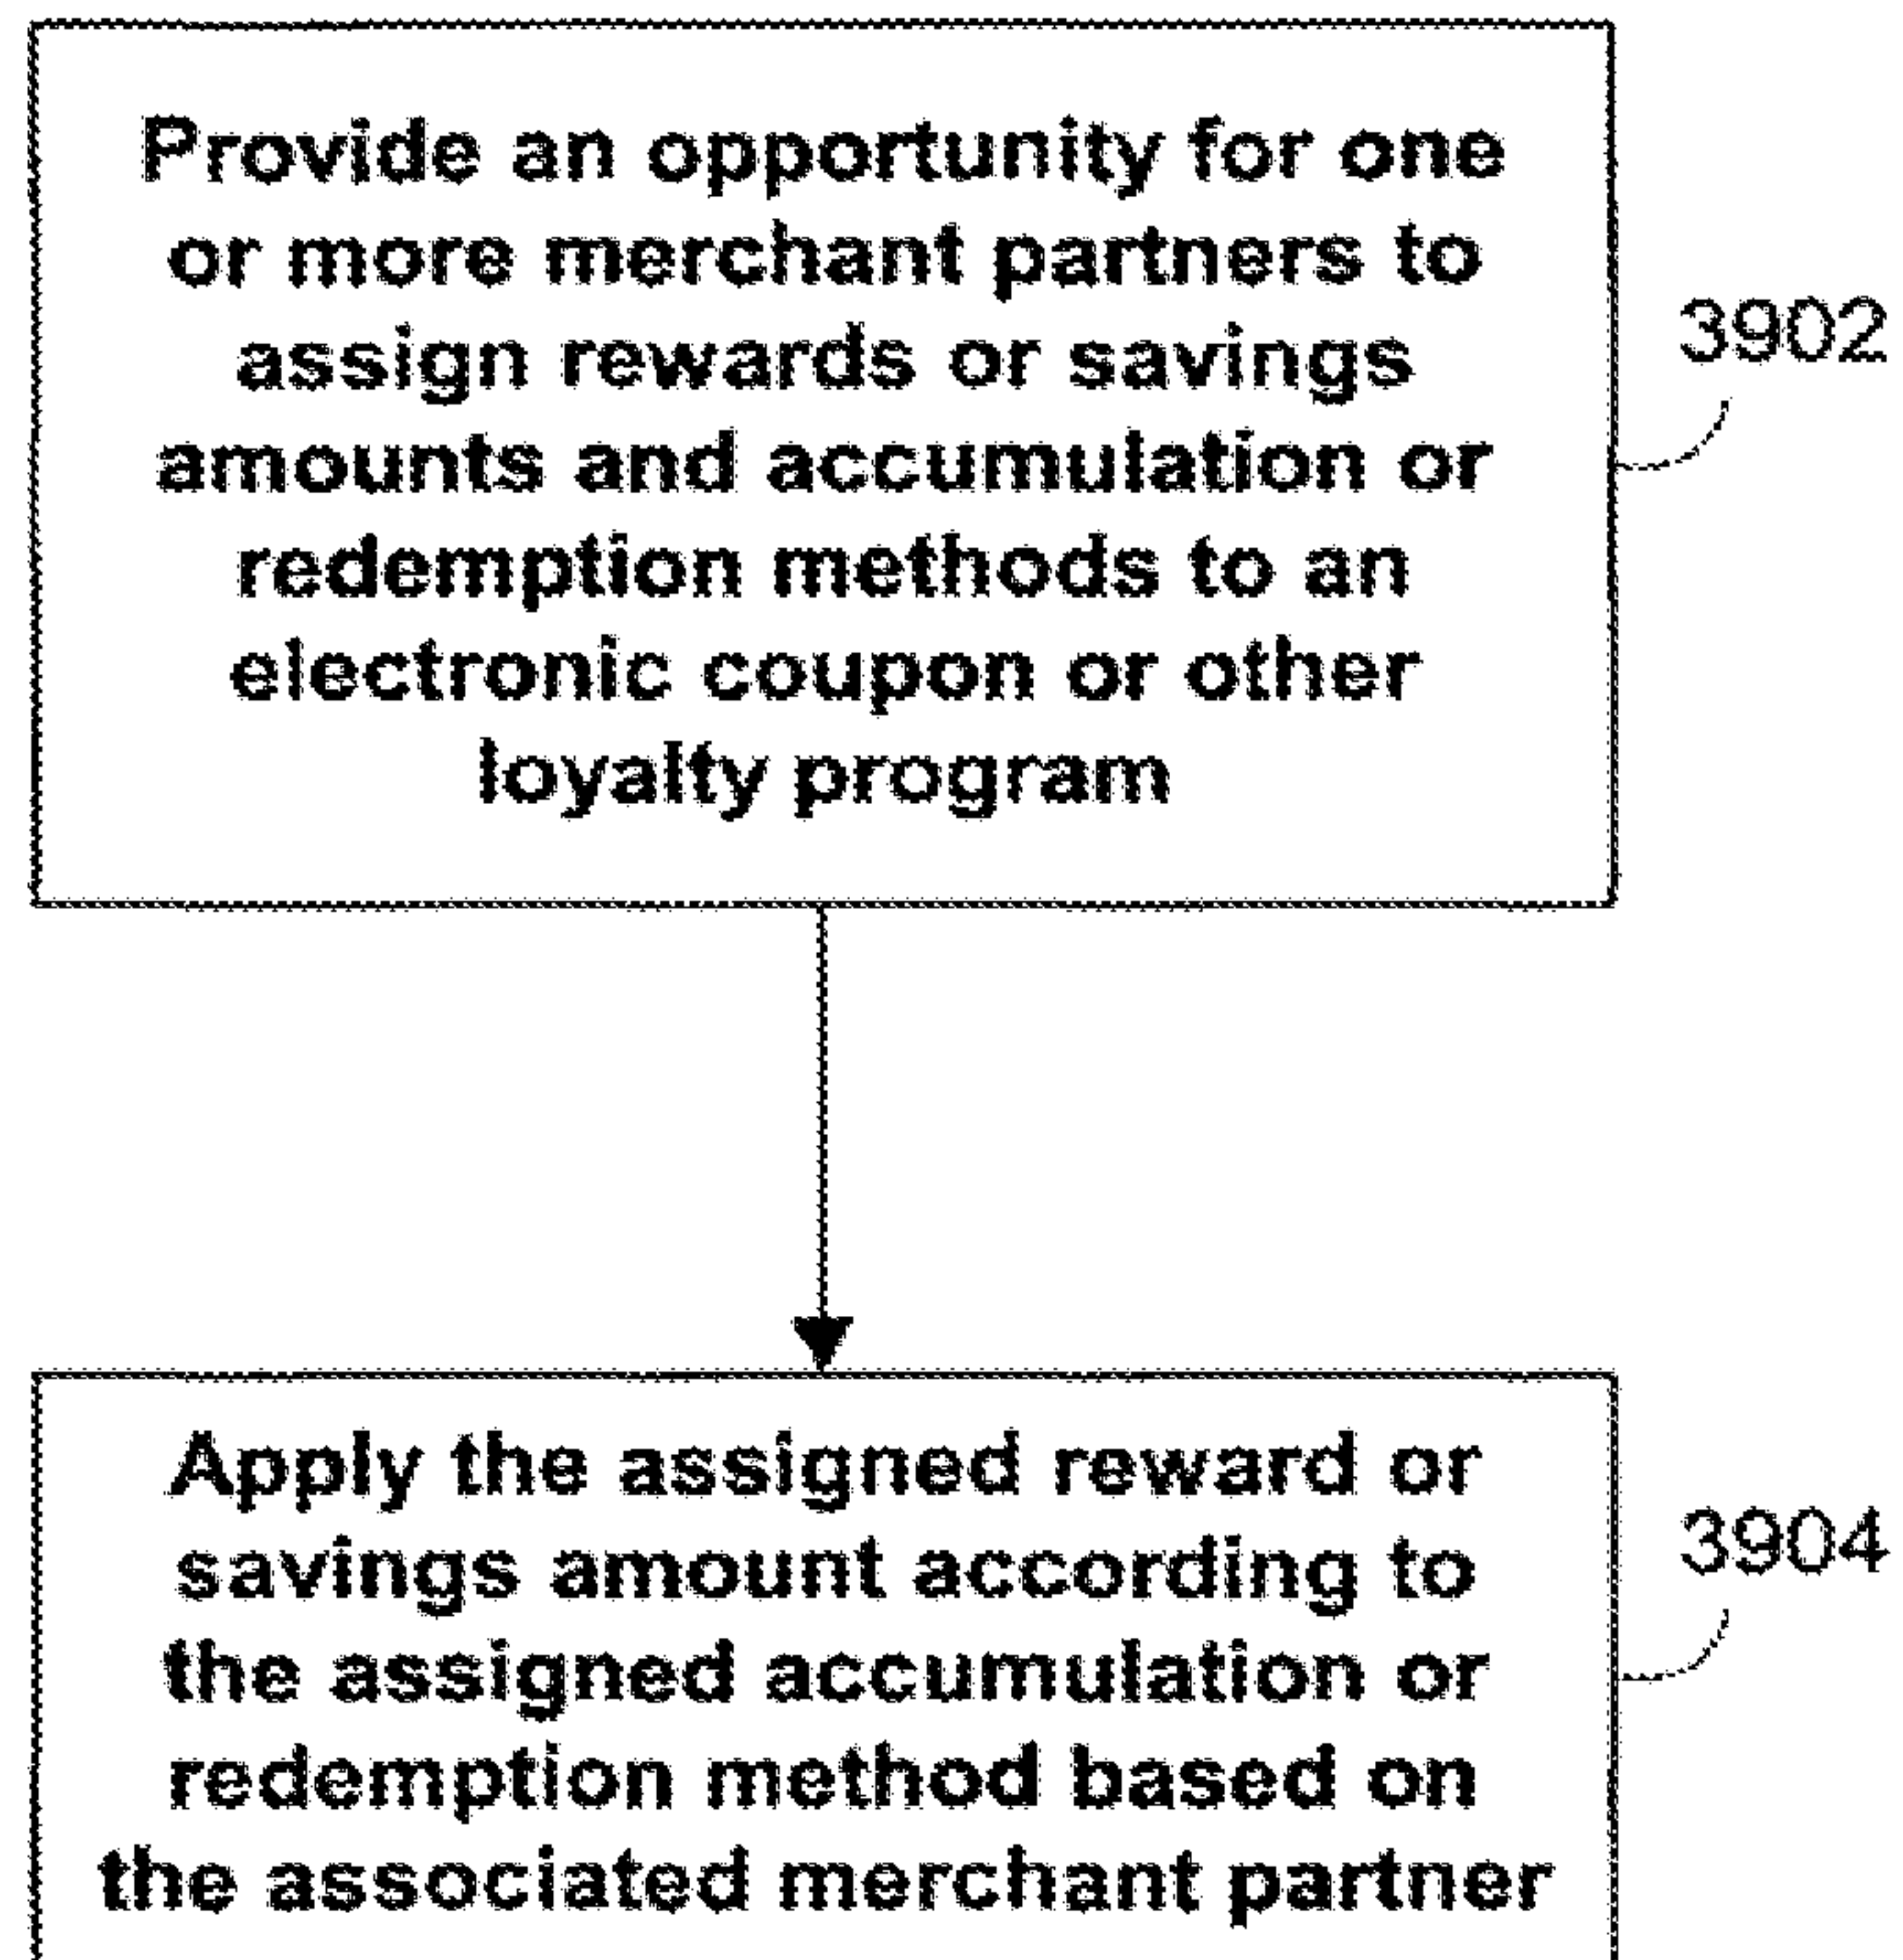 Provide an opportunity for one
or more merchant partners to
assign rewards or savings
amounts and accumulation or
redemption methods to an
electronic coupon or other
loyalty program
3902
Apply the assigned reward or
savings amount according to
the assigned accumulation or
redemption method based on
the associated merchant partner
3904